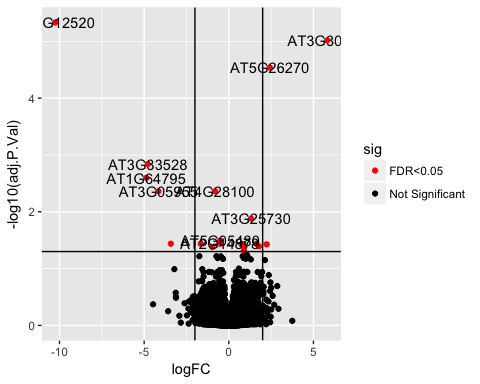 G12520
AT3G30
AT5G26270
AT3G33528
AT1G64795
AT3G05955
AT4G28100
AT3G25730
4
2
0
-log10(adj.P.Val)
-10
-5
0
5
logFC
sig
FDR<0.05
Not Significant